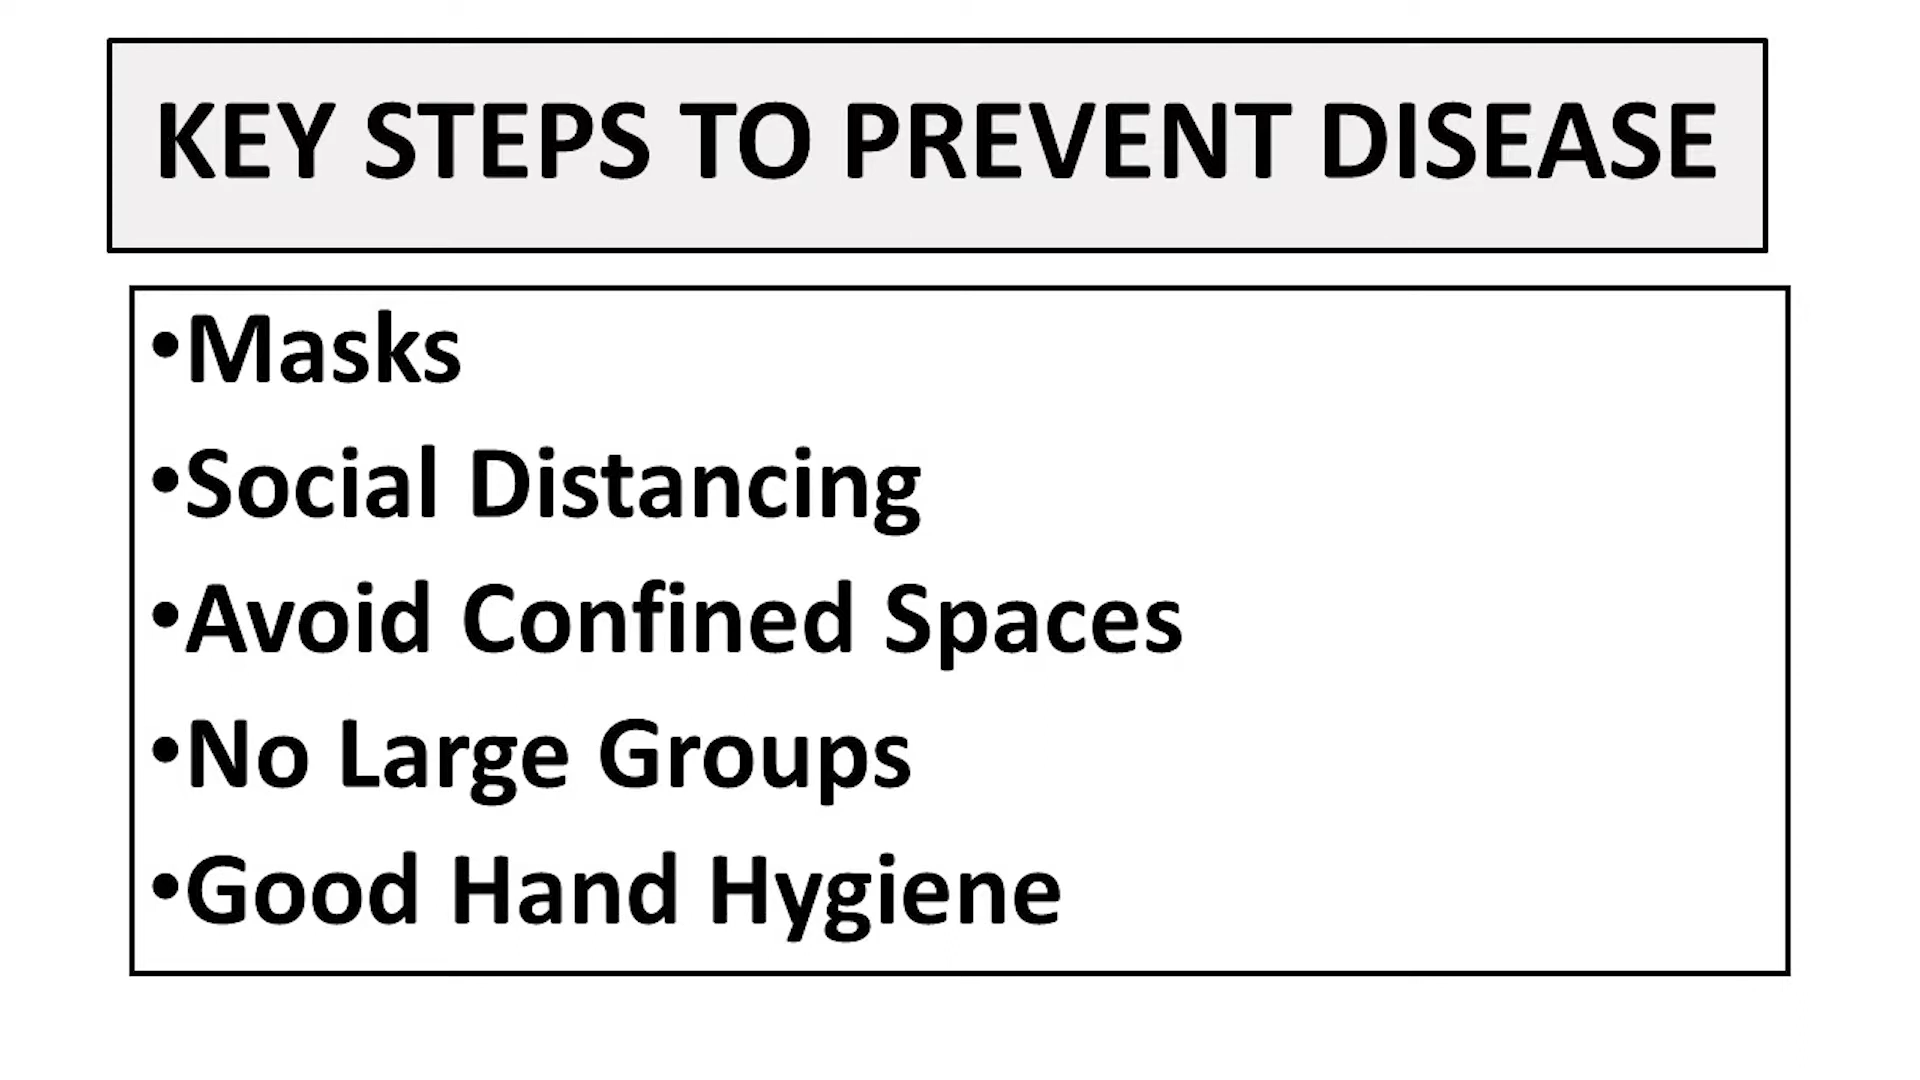 KEY STEPS TO PREVENT DISEASE
•Masks
•Social Distancing
•Avoid Confined Spaces
•No Large Groups
•Good Hand Hygiene